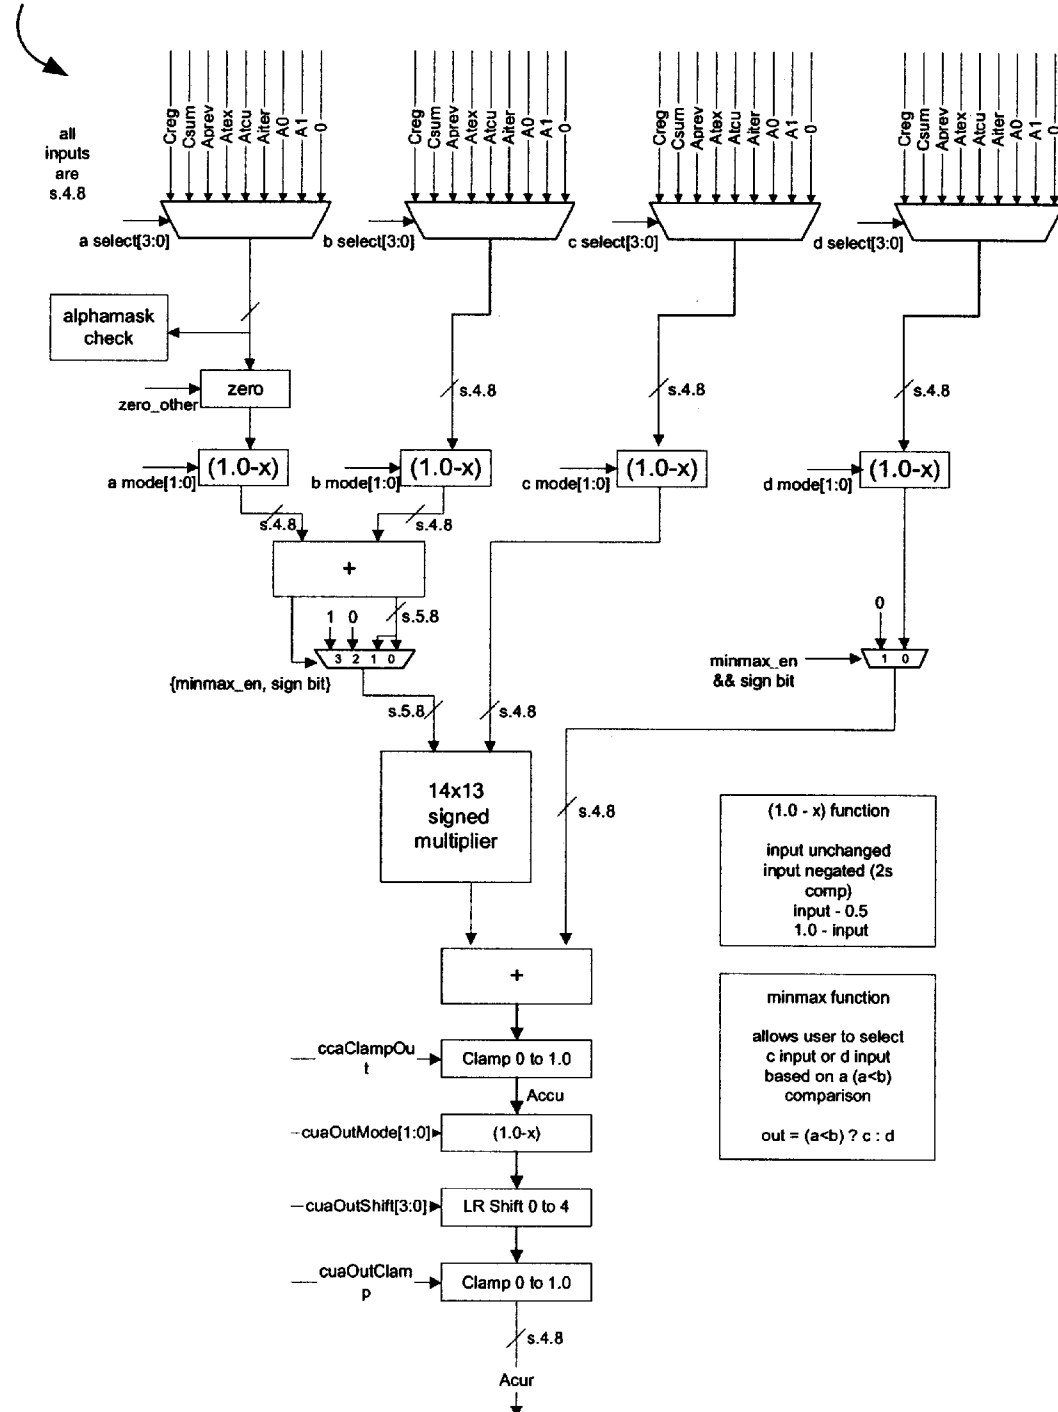 all
inputs
are
s.4.8
Creg
Csum
Aprev
Atex
Atcu
Aiter
A0
A1
0
Creg
Csum
Aprev
Atex
Atcu
Aiter
A0
A1
0
Creg
Csum
Aprev
Atex
Atcu
Aiter
A0
A1
0
Creg
Csum
Aprev
Atex
Atcu
Aiter
A0
A1
0
a select[3:0]
b select[3:0]
c select[3:0]
d select[3:0]
alphamask
check
zero
zero_other
s.4.8
s.4.8
s.4.8
(1.0-x)
(1.0-x)
(1.0-x)
(1.0-x)
a mode[1:0]
b mode[1:0]
c mode[1:0]
d mode[1:0]
s.4.8
s.4.8
+
1 0
s.5.8
3 2 1 0
{minmax_en, sign bit}
0
1 0
minmax_en
&& sign bit
s.5.8
s.4.8
14x13
signed
multiplier
s.4.8
(1.0 - x) function
input unchanged
input negated (2s
comp)
input - 0.5
1.0 - input
+
minmax function
allows user to select
c input or d input
based on a (a<b)
comparison
out = (a<b) ? c : d
ccaClampOu
t
Clamp 0 to 1.0
Accu
cuaOutMode[1:0]
(1.0-x)
cuaOutShift[3:0]
LR Shift 0 to 4
cuaOutClam
p
Clamp 0 to 1.0
s.4.8
Acur